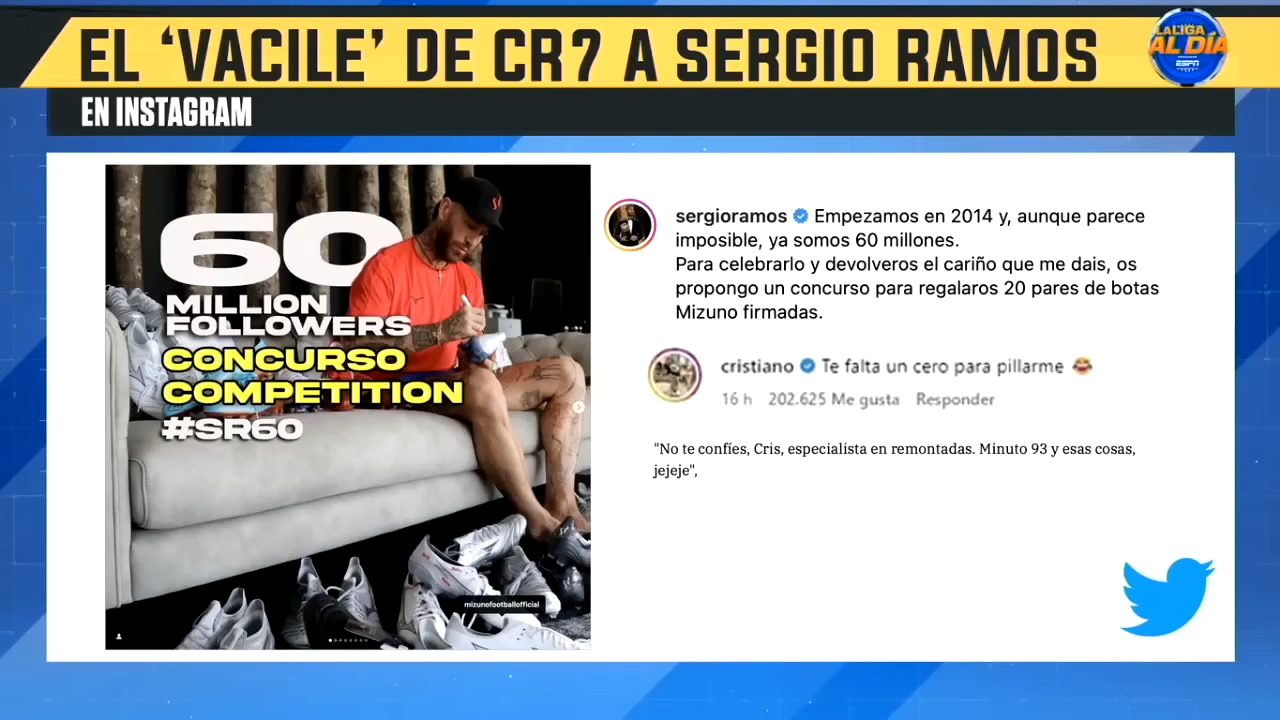 EL ‘VACILE’ DE CR7 A SERGIO RAMOS
LALIGA
AL DÍA
ESPN
EN INSTAGRAM
60
MILLION
FOLLOWERS
CONCURSO
COMPETITION
#SR60
mizunofootballofficial
sergioramos Empezamos en 2014 y, aunque parece
imposible, ya somos 60 millones.
Para celebrarlo y devolveros el cariño que me dais, os
propongo un concurso para regalaros 20 pares de botas
Mizuno firmadas.
cristiano Te falta un cero para pillarme 😂
16 h 202.625 Me gusta Responder
"No te confíes, Cris, especialista en remontadas. Minuto 93 y esas cosas,
jejeje",